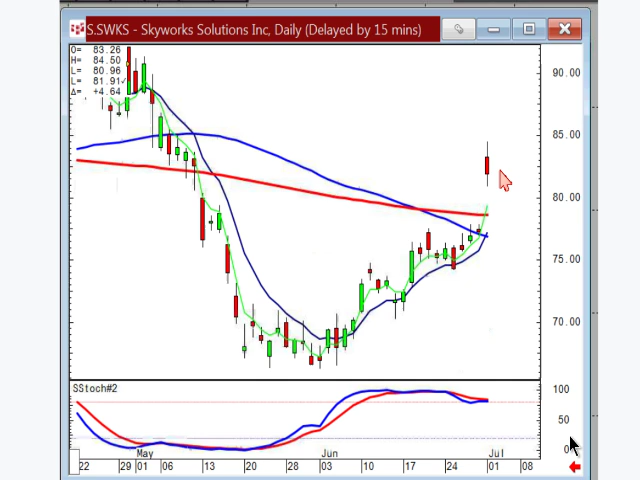 S.SWKS - Skyworks Solutions Inc, Daily (Delayed by 15 mins)
O= 83.26
H= 84.50
L= 80.96
L= 81.91
Δ= +4.64
90.00
85.00
80.00
75.00
70.00
SStoch#2
100
50
0
May Jun Jul
22 29 01 06 13 20 28 03 10 17 24 01 08